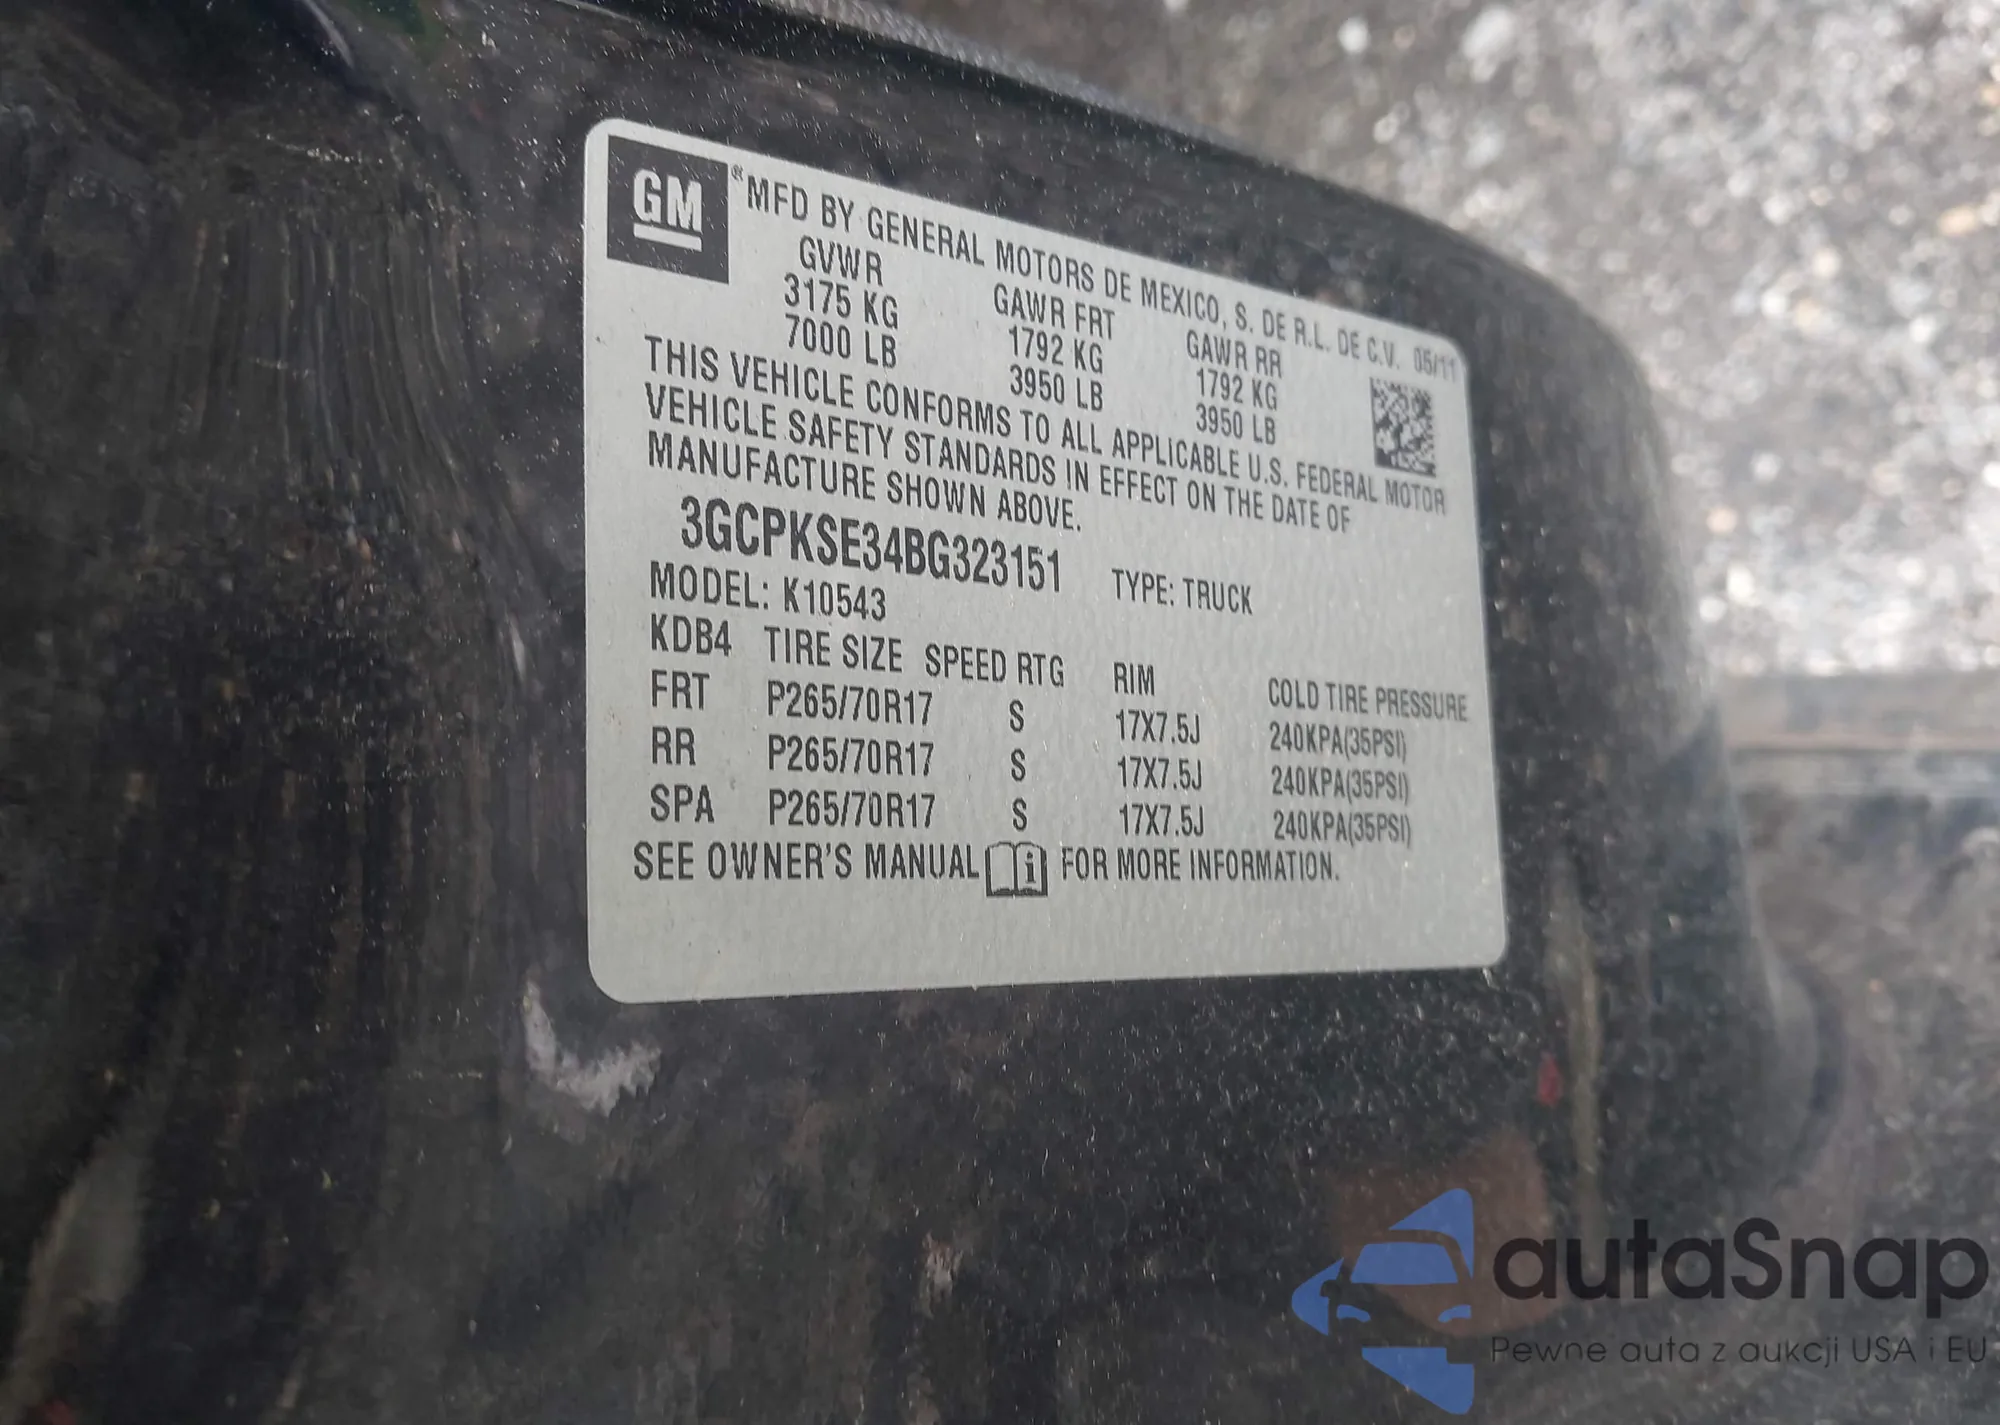 GM
® MFD BY GENERAL MOTORS DE MEXICO, S. DE R.L. DE C.V. 05/11
GVWR GAWR FRT GAWR RR
3175 KG 1792 KG 1792 KG
7000 LB 3950 LB 3950 LB
THIS VEHICLE CONFORMS TO ALL APPLICABLE U.S. FEDERAL MOTOR
VEHICLE SAFETY STANDARDS IN EFFECT ON THE DATE OF
MANUFACTURE SHOWN ABOVE.
3GCPKSE34BG323151 TYPE: TRUCK
MODEL: K10543
KDB4 TIRE SIZE SPEED RTG RIM COLD TIRE PRESSURE
FRT P265/70R17 S 17X7.5J 240KPA(35PSI)
RR P265/70R17 S 17X7.5J 240KPA(35PSI)
SPA P265/70R17 S 17X7.5J 240KPA(35PSI)
SEE OWNER'S MANUAL i FOR MORE INFORMATION.
autaSnap
Pewne auta z aukcji USA i EU